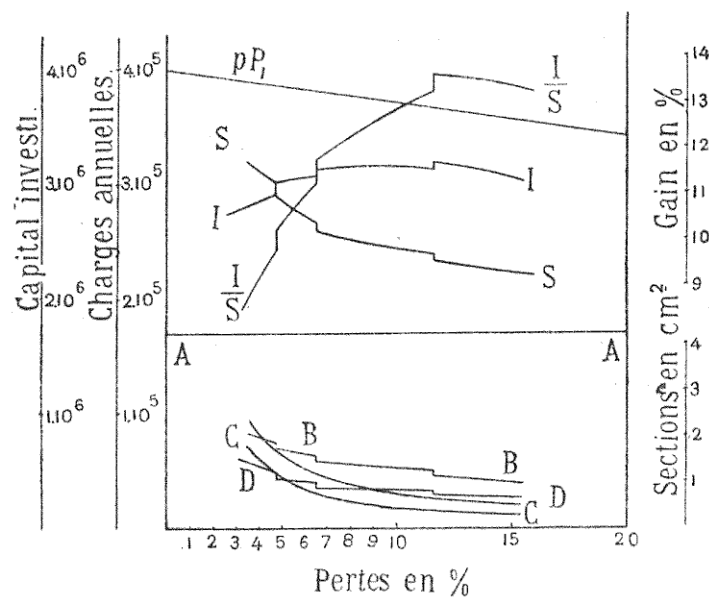 Capital investi.
4.10⁶
3.10⁶
2.10⁶
1.10⁶
Charges annuelles.
4.10⁵
3.10⁵
2.10⁵
1.10⁵
pP₁
S
I
I
S
I
S
I
S
A
A
C
B
D
B
D
C
Gain en %
14
13
12
11
10
9
Sections en cm²
4
3
2
1
.1 2 3 4 5 6 7 8 9 10 15 20
Pertes en %